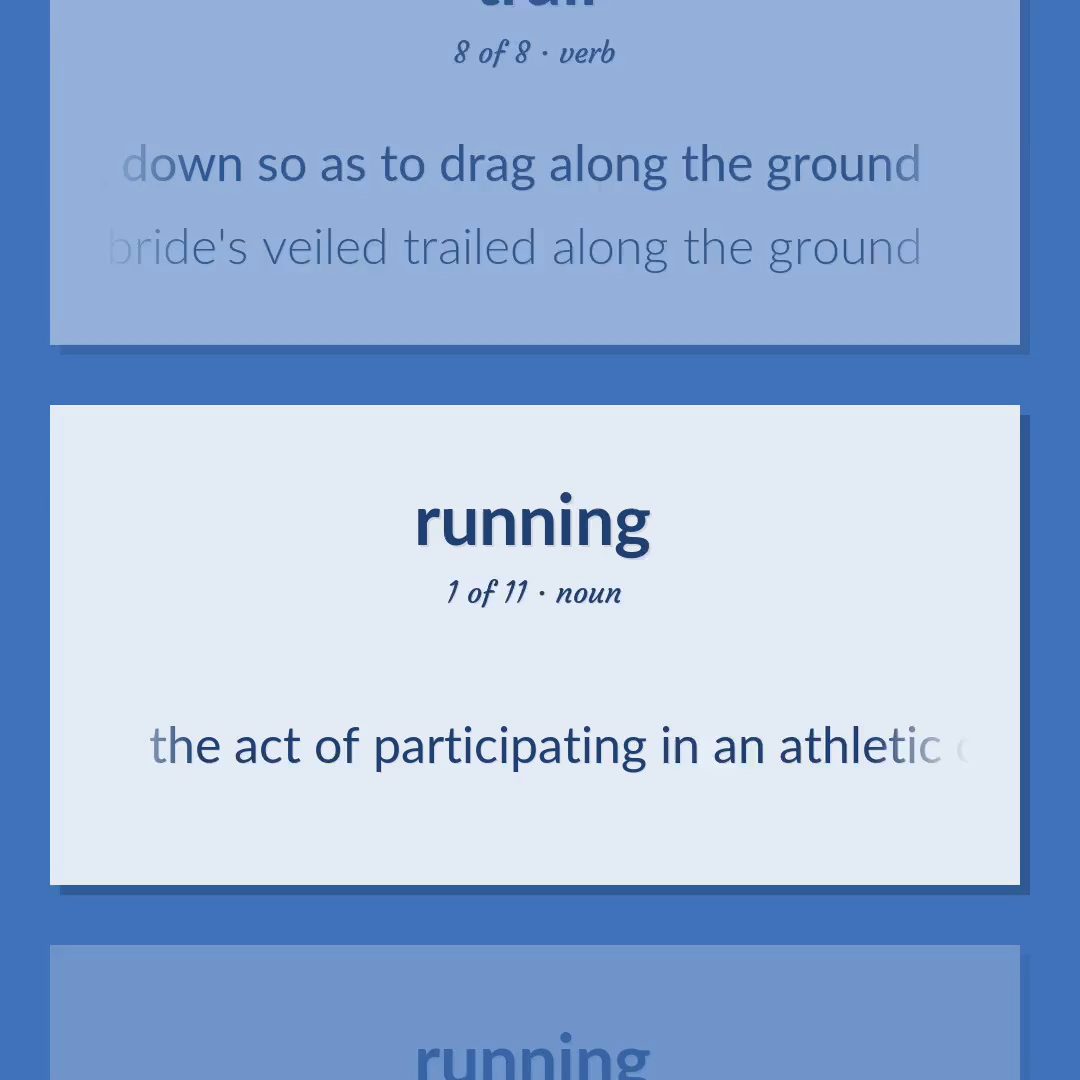 trail
8 of 8 · verb
down so as to drag along the ground
bride's veiled trailed along the ground
running
1 of 11 · noun
the act of participating in an athletic
running